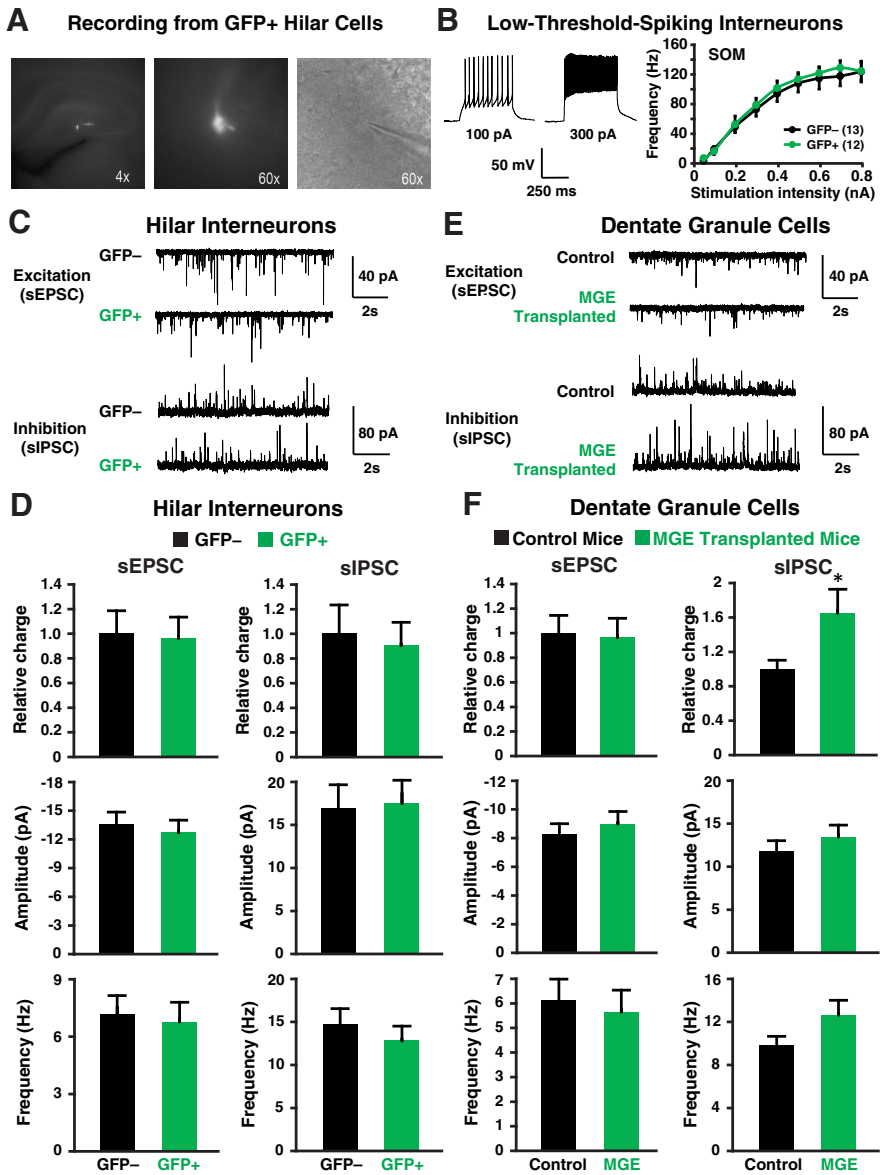 A
Recording from GFP+ Hilar Cells
4x
60x
60x
B
Low-Threshold-Spiking Interneurons
100 pA
300 pA
50 mV
250 ms
SOM
Frequency (Hz)
160
120
80
40
0
0
0.2
0.4
0.6
0.8
GFP– (13)
GFP+ (12)
Stimulation intensity (nA)
C
Hilar Interneurons
Excitation
(sEPSC)
GFP–
GFP+
40 pA
2s
Inhibition
(sIPSC)
GFP–
GFP+
80 pA
2s
E
Dentate Granule Cells
Excitation
(sEPSC)
Control
MGE
Transplanted
40 pA
2s
Inhibition
(sIPSC)
Control
MGE
Transplanted
80 pA
2s
D
Hilar Interneurons
GFP–
GFP+
sEPSC
Relative charge
1.4
1.2
1
0.8
0.6
0.4
0.2
0
sIPSC
Relative charge
1.4
1.2
1
0.8
0.6
0.4
0.2
0
Amplitude (pA)
-18
-15
-12
-9
-6
-3
0
Amplitude (pA)
20
15
10
5
0
Frequency (Hz)
9
6
3
0
GFP–
GFP+
Frequency (Hz)
20
15
10
5
0
GFP–
GFP+
F
Dentate Granule Cells
Control Mice
MGE Transplanted Mice
sEPSC
Relative charge
1.4
1.2
1
0.8
0.6
0.4
0.2
0
sIPSC
*
Relative charge
2
1.6
1.2
0.8
0.4
0
Amplitude (pA)
-12
-10
-8
-6
-4
-2
0
Amplitude (pA)
20
15
10
5
0
Frequency (Hz)
7
6
5
4
3
2
1
0
Control
MGE
Frequency (Hz)
16
12
8
4
0
Control
MGE